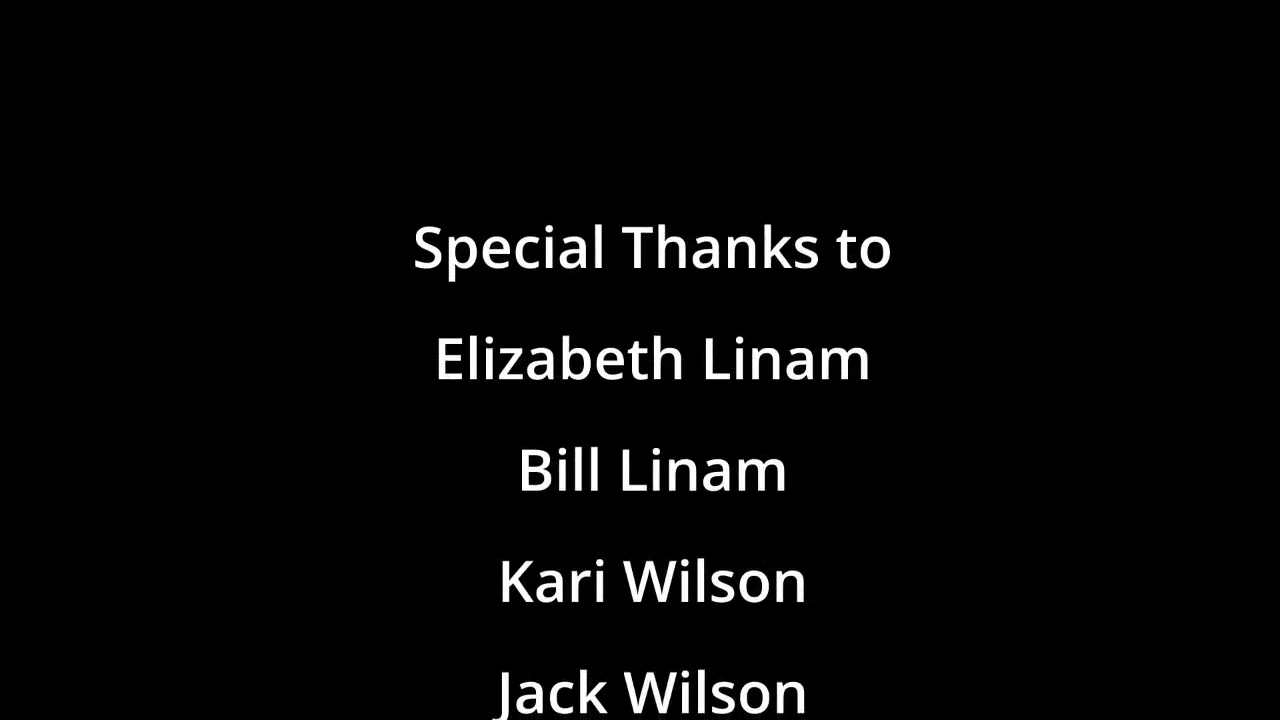 Special Thanks to
Elizabeth Linam
Bill Linam
Kari Wilson
Jack Wilson